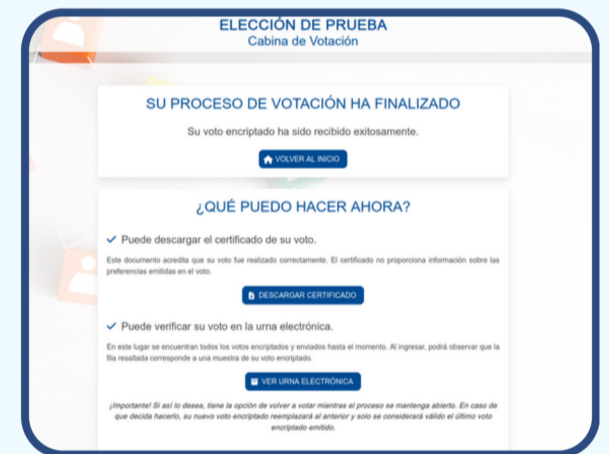 ELECCIÓN DE PRUEBA
Cabina de Votación
SU PROCESO DE VOTACIÓN HA FINALIZADO
Su voto encriptado ha sido recibido exitosamente.
VOLVER AL INICIO
¿QUÉ PUEDO HACER AHORA?
Puede descargar el certificado de su voto.
Este documento acredita que su voto fue realizado correctamente. El certificado no proporciona información sobre las
preferencias emitidas en el voto.
DESCARGAR CERTIFICADO
Puede verificar su voto en la urna electrónica.
En este lugar se encuentran todos los votos encriptados y enviados hasta el momento. Al ingresar, podrá observar que la
fila resaltada corresponde a una muestra de su voto encriptado.
VER URNA ELECTRÓNICA
¡Importante! Si así lo desea, tiene la opción de volver a votar mientras el proceso se mantenga abierto. En caso de
que decida hacerlo, su nuevo voto encriptado reemplazará al anterior y solo se considerará válido el último voto
encriptado emitido.